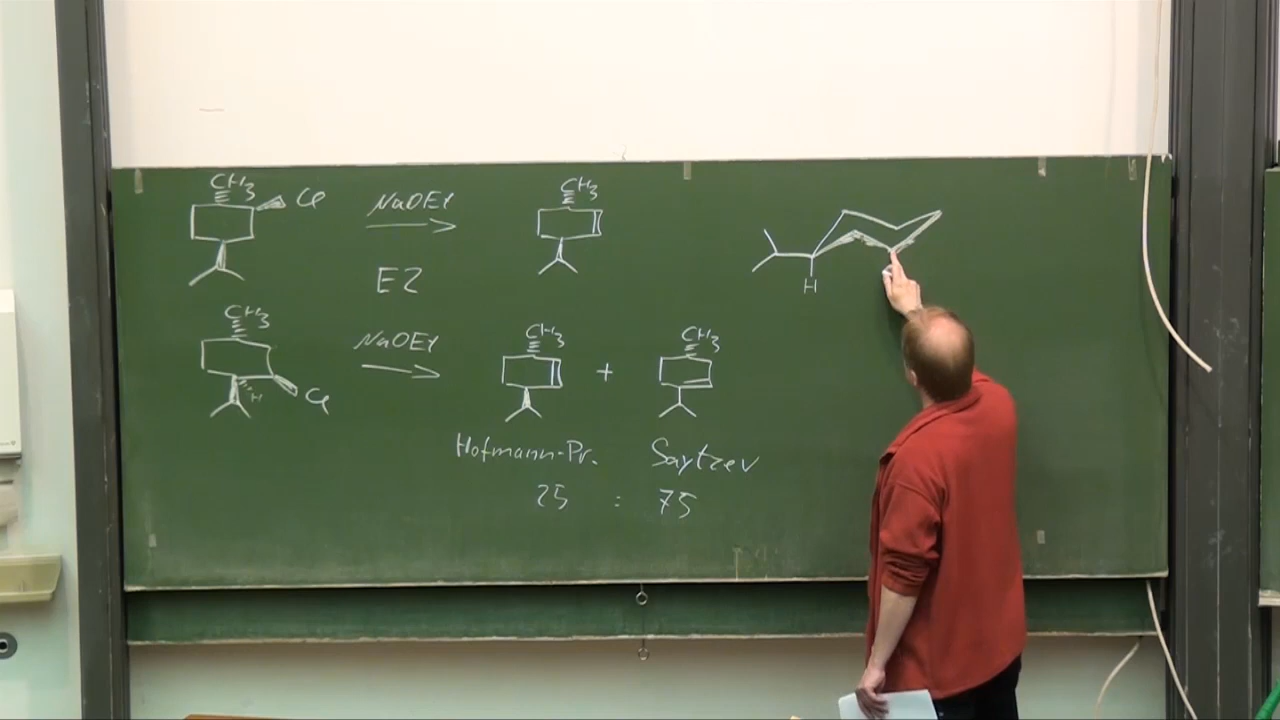 CH3
Cl
NaOEt
CH3
E2
CH3
NaOEt
H
Cl
CH3
+
CH3
Hofmann-Pr.
Saytzev
25 : 75
H